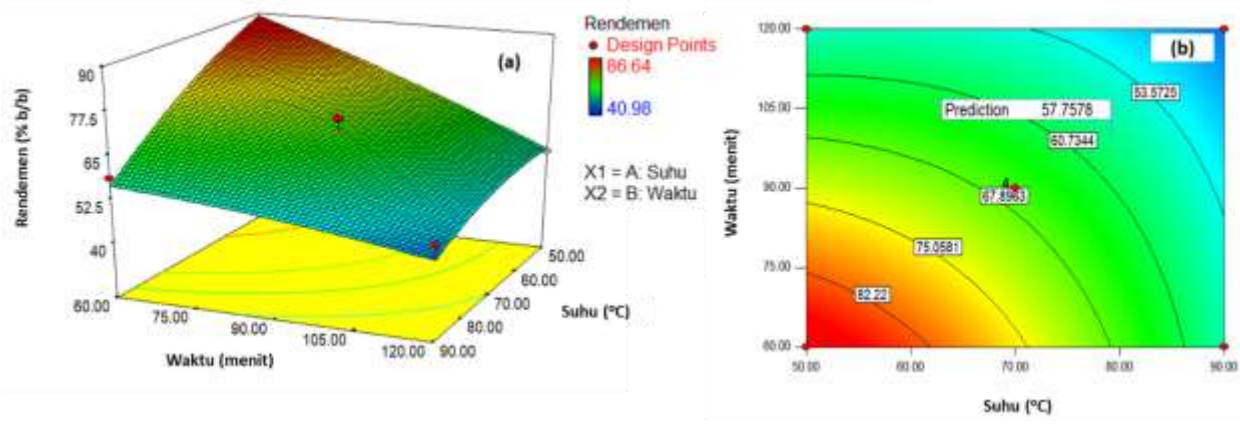 Rendemen (% b/b)
90
77.5
65
52.5
40
60.00
75.00
90.00
105.00
120.00
Waktu (menit)
90.00
80.00
70.00
60.00
50.00
Suhu (°C)
(a)
Rendemen
Design Points
86.64
40.98
X1 = A: Suhu
X2 = B: Waktu
(b)
Waktu (menit)
120.00
105.00
90.00
75.00
60.00
50.00
60.00
70.00
80.00
90.00
Suhu (°C)
53.5725
Prediction 57.7578
60.7344
4
67.8963
75.0581
82.22